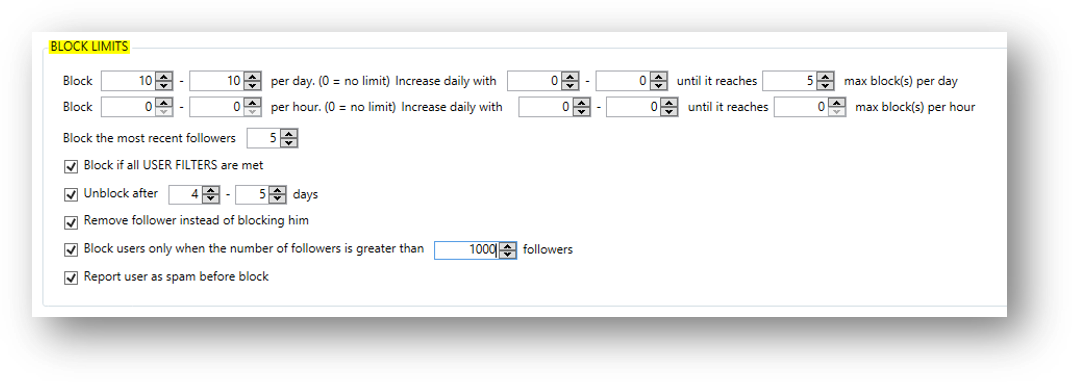 BLOCK LIMITS
Block 10 - 10 per day. (0 = no limit) Increase daily with 0 - 0 until it reaches 5 max block(s) per day
Block 0 - 0 per hour. (0 = no limit) Increase daily with 0 - 0 until it reaches 0 max block(s) per hour
Block the most recent followers 5
Block if all USER FILTERS are met
Unblock after 4 - 5 days
Remove follower instead of blocking him
Block users only when the number of followers is greater than 1000 followers
Report user as spam before block